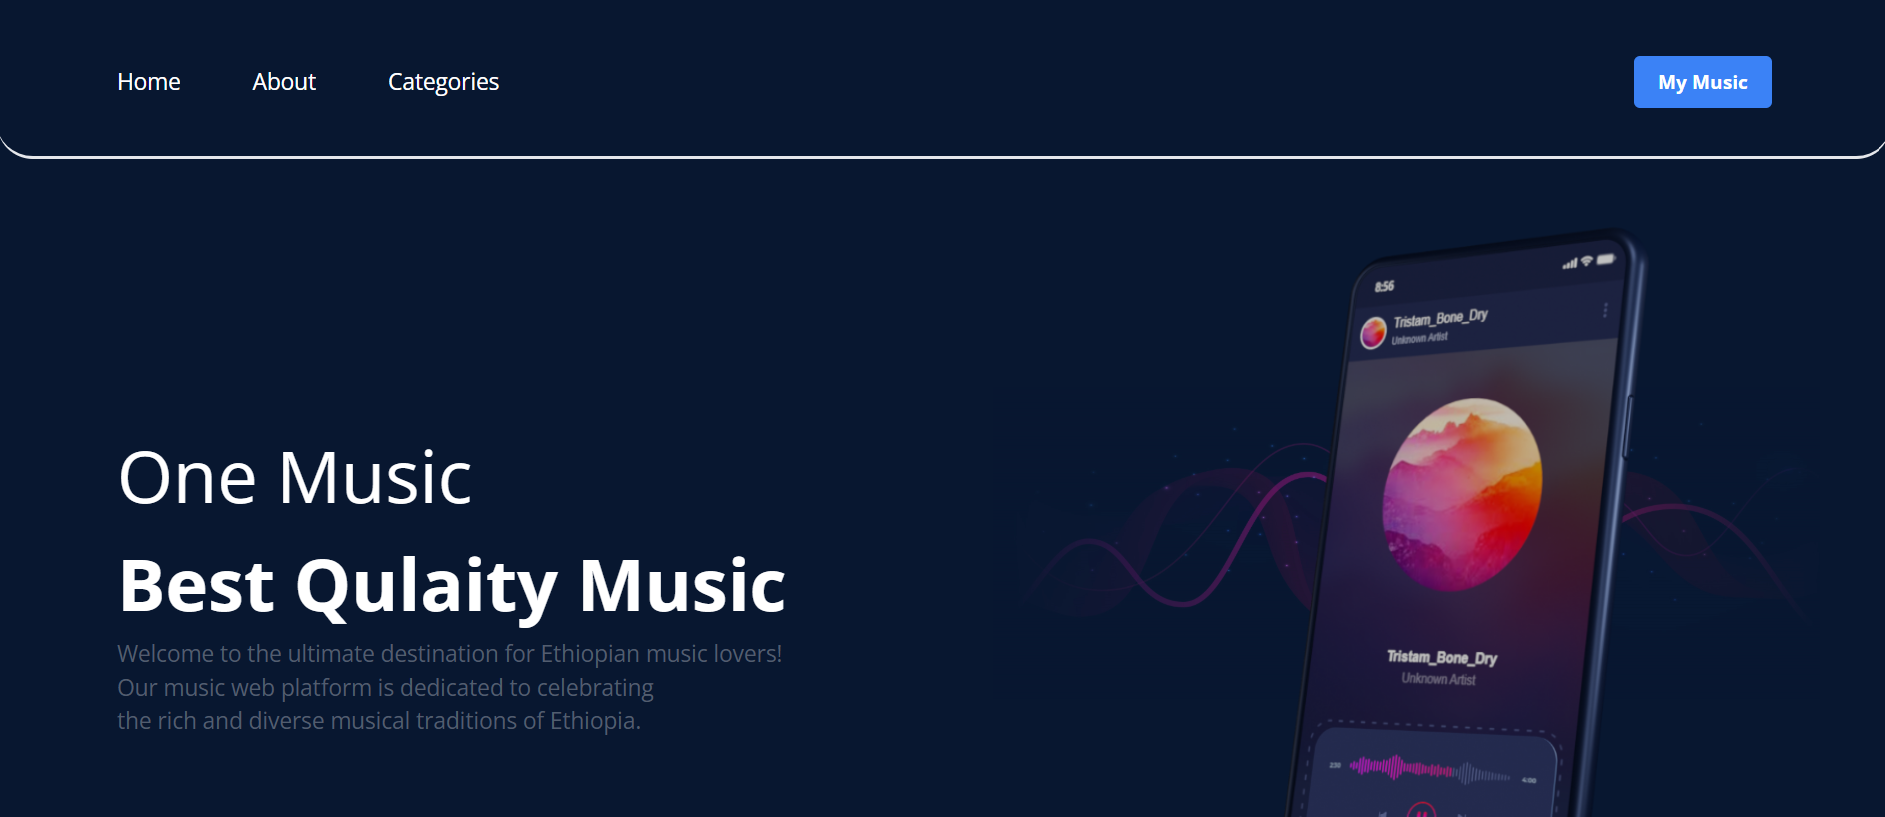 Home About Categories My Music
8:56
Tristam_Bone_Dry
Unknown Artist
One Music
Best Qulaity Music
Welcome to the ultimate destination for Ethiopian music lovers!
Our music web platform is dedicated to celebrating
the rich and diverse musical traditions of Ethiopia.
Tristam_Bone_Dry
Unknown Artist
230 4:00